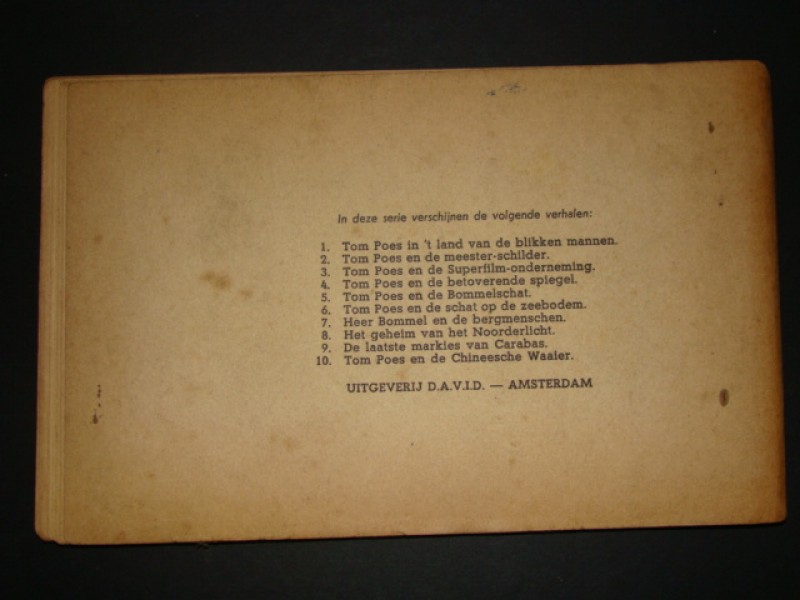 In deze serie verschijnen de volgende verhalen:
1. Tom Poes in 't land van de blikken mannen.
2. Tom Poes en de meester-schilder.
3. Tom Poes en de Superfilm-onderneming.
4. Tom Poes en de betoverende spiegel.
5. Tom Poes en de Bommelschat.
6. Tom Poes en de schat op de zeebodem.
7. Heer Bommel en de bergmenschen.
8. Het geheim van het Noorderlicht.
9. De laatste markies van Carabas.
10. Tom Poes en de Chineesche Waaier.
UITGEVERIJ D.A.V.I.D. — AMSTERDAM